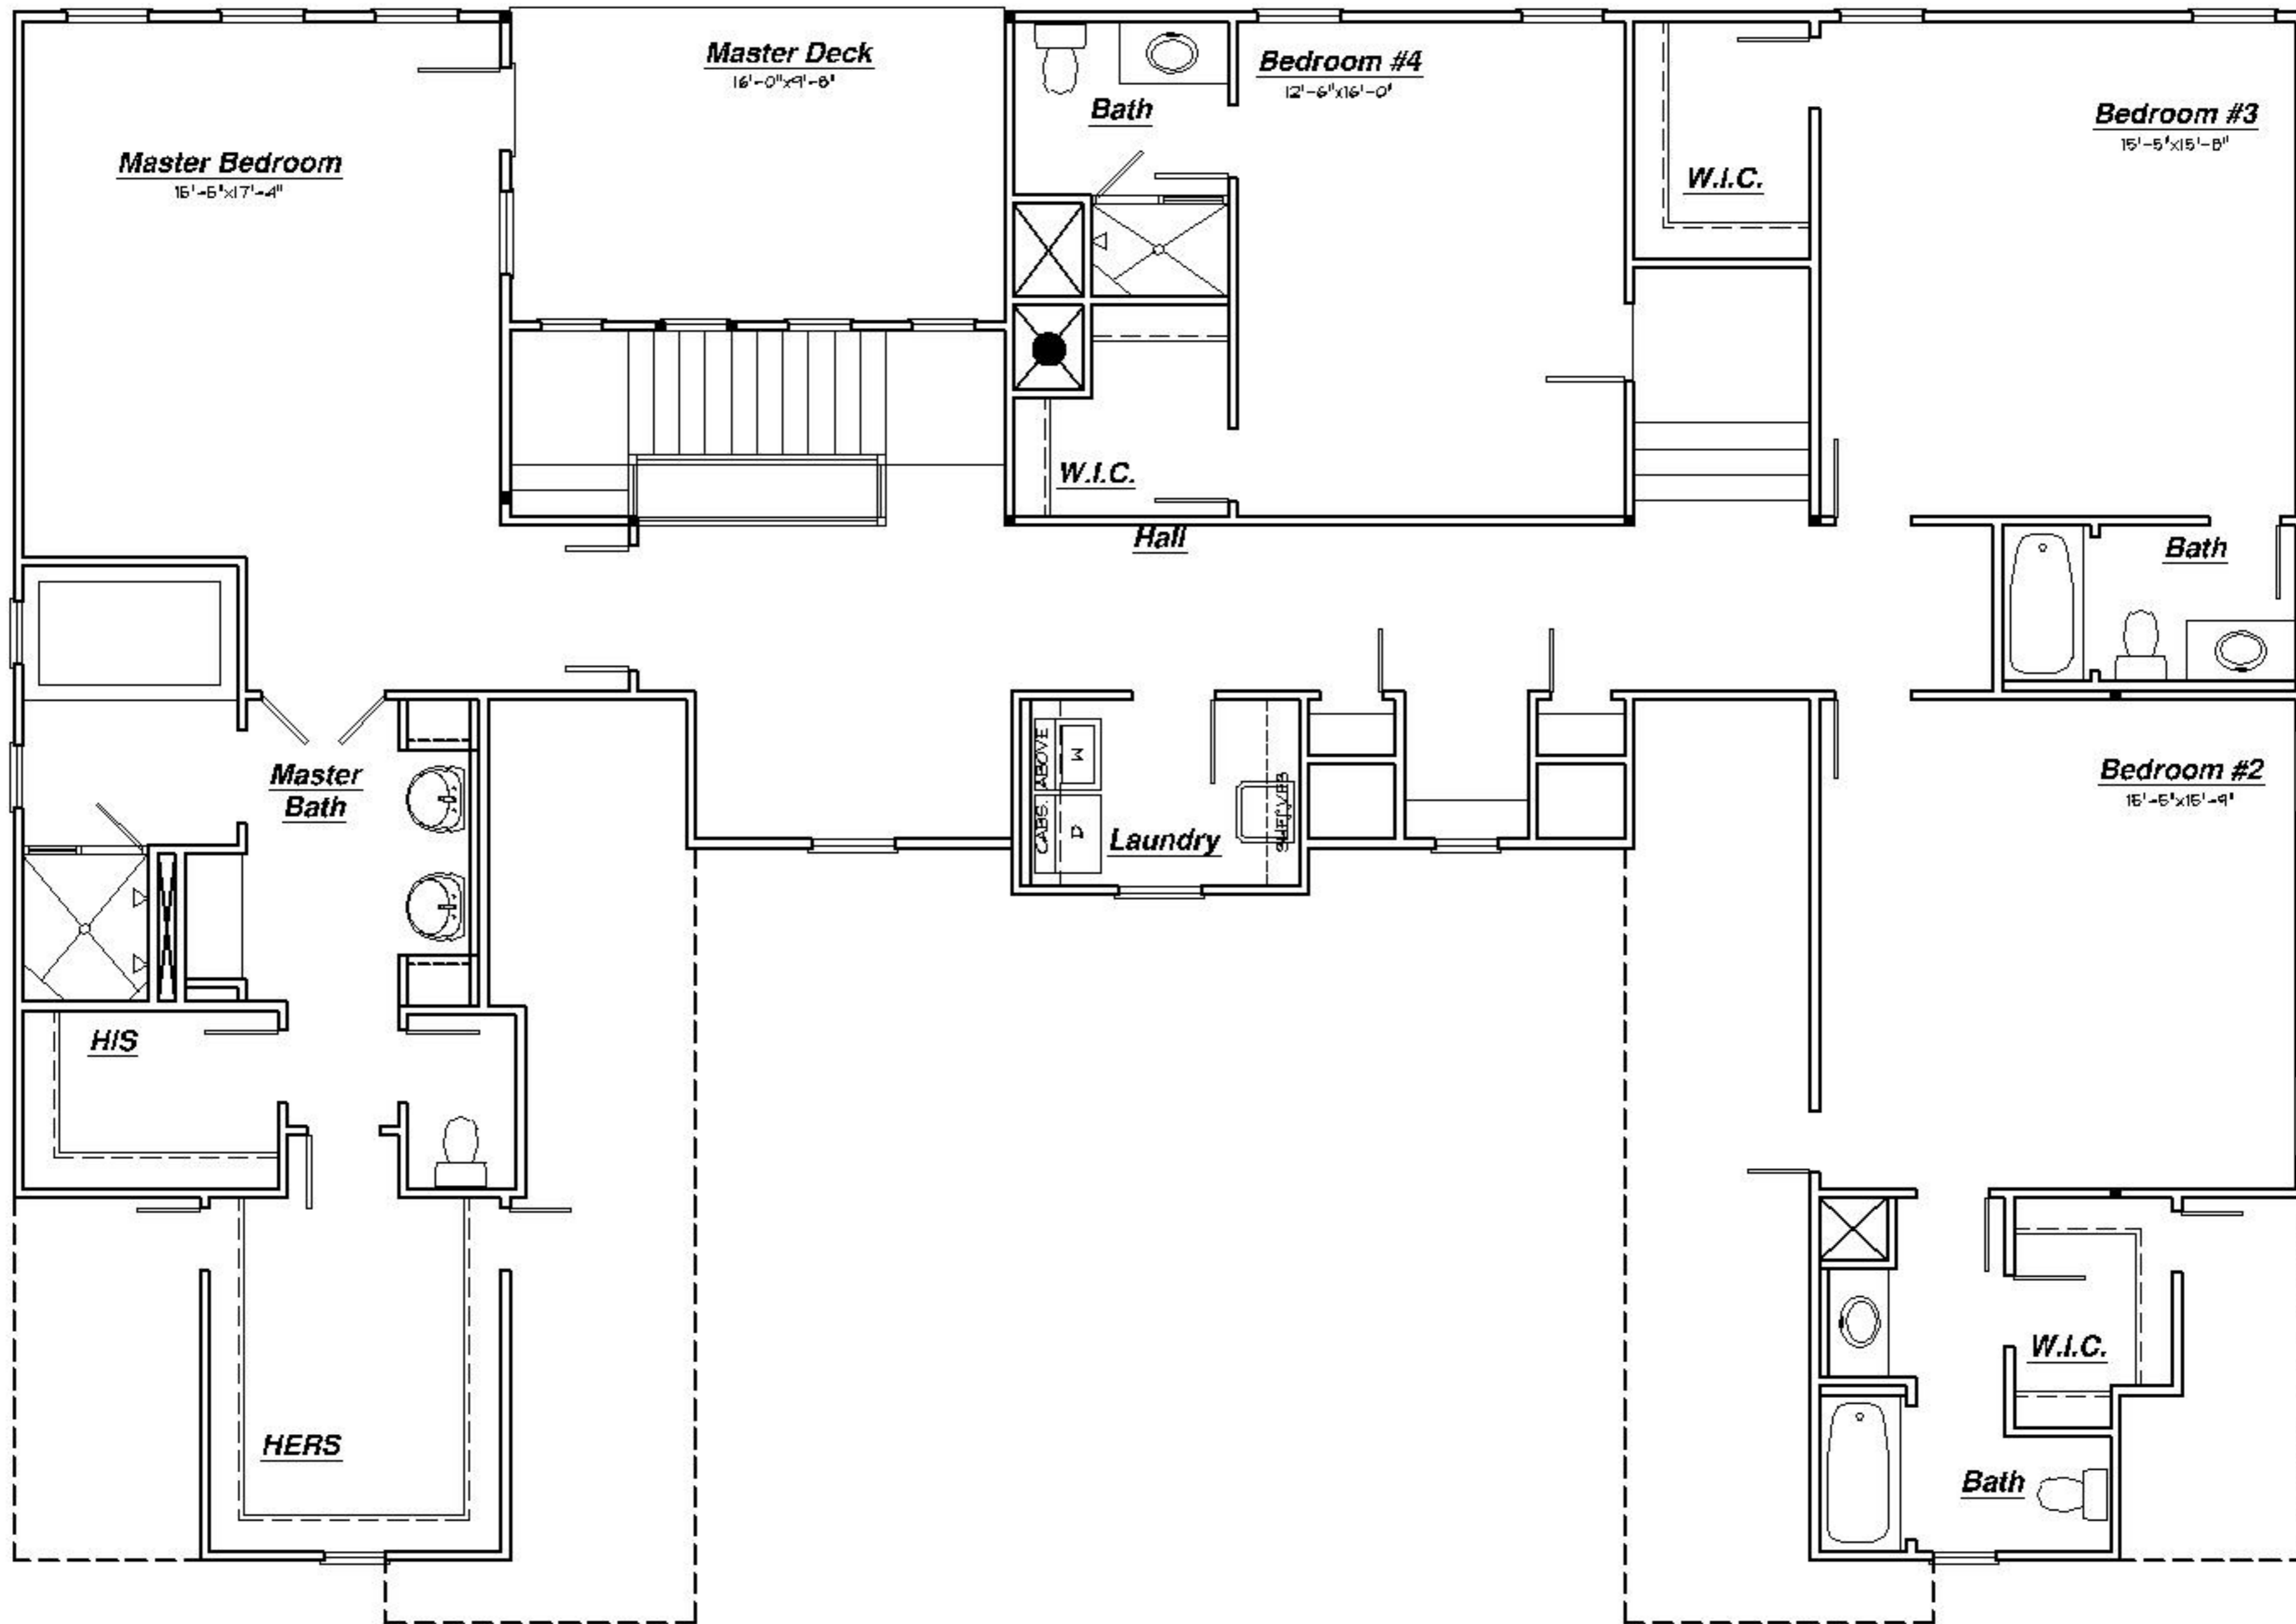 Master Deck
16'-0"x9'-8"
Bedroom #4
12'-6"x16'-0"
Bath
Bedroom #3
15'-5"x15'-8"
Master Bedroom
15'-5"x17'-4"
W.I.C.
W.I.C.
Hall
Bath
Master
Bath
CABS. ABOVE
W
D
SHELVES
Laundry
Bedroom #2
15'-5"x15'-9"
HIS
W.I.C.
HERS
Bath